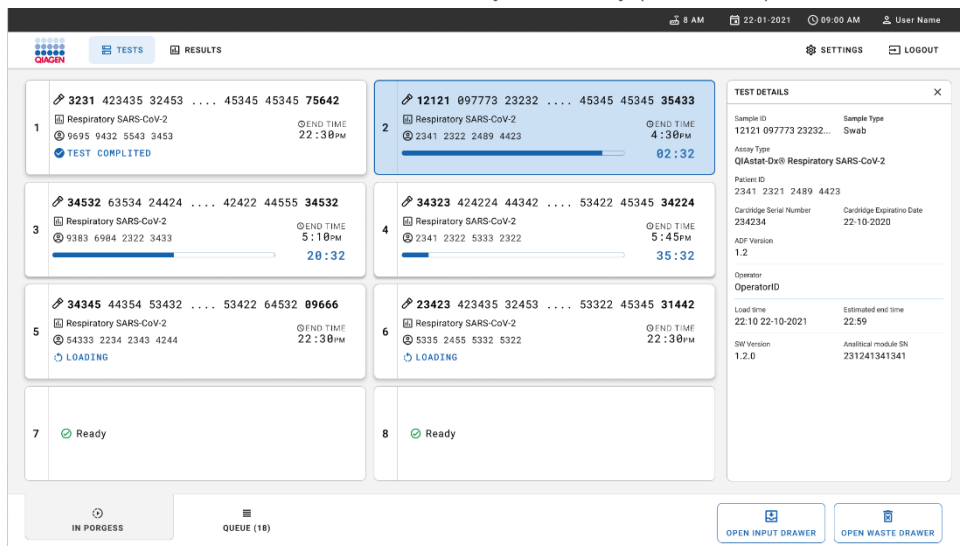 8 AM
22-01-2021
09:00 AM
User Name
QIAGEN
TESTS
RESULTS
SETTINGS
LOGOUT
1
3231 423435 32453 .... 45345 45345 75642
Respiratory SARS-CoV-2
9695 9432 5543 3453
TEST COMPLITED
END TIME
22:30PM
2
12121 097773 23232 .... 45345 45345 35433
Respiratory SARS-CoV-2
2341 2322 2489 4423
END TIME
4:30PM
02:32
3
34532 63534 24424 .... 42422 44555 34532
Respiratory SARS-CoV-2
9383 6984 2322 3433
END TIME
5:10PM
20:32
4
34323 424224 44342 .... 53422 45345 34224
Respiratory SARS-CoV-2
2341 2322 5333 2322
END TIME
5:45PM
35:32
5
34345 44354 53432 .... 53422 64532 09666
Respiratory SARS-CoV-2
54333 2234 2343 4244
LOADING
END TIME
22:30PM
6
23423 423435 32453 .... 53322 45345 31442
Respiratory SARS-CoV-2
5335 2455 5332 5322
LOADING
END TIME
22:30PM
7
Ready
8
Ready
TEST DETAILS
Sample ID
12121 097773 23232...
Sample Type
Swab
Assay Type
QIAstat-Dx® Respiratory SARS-CoV-2
Patient ID
2341 2321 2489 4423
Cardridge Serial Number
234234
Cardridge Expiratino Date
22-10-2020
ADF Version
1.2
Operator
OperatorID
Load time
22:10 22-10-2021
Estimated end time
22:59
SW Version
1.2.0
Analitical module SN
231241341341
IN PORGESS
QUEUE (18)
OPEN INPUT DRAWER
OPEN WASTE DRAWER